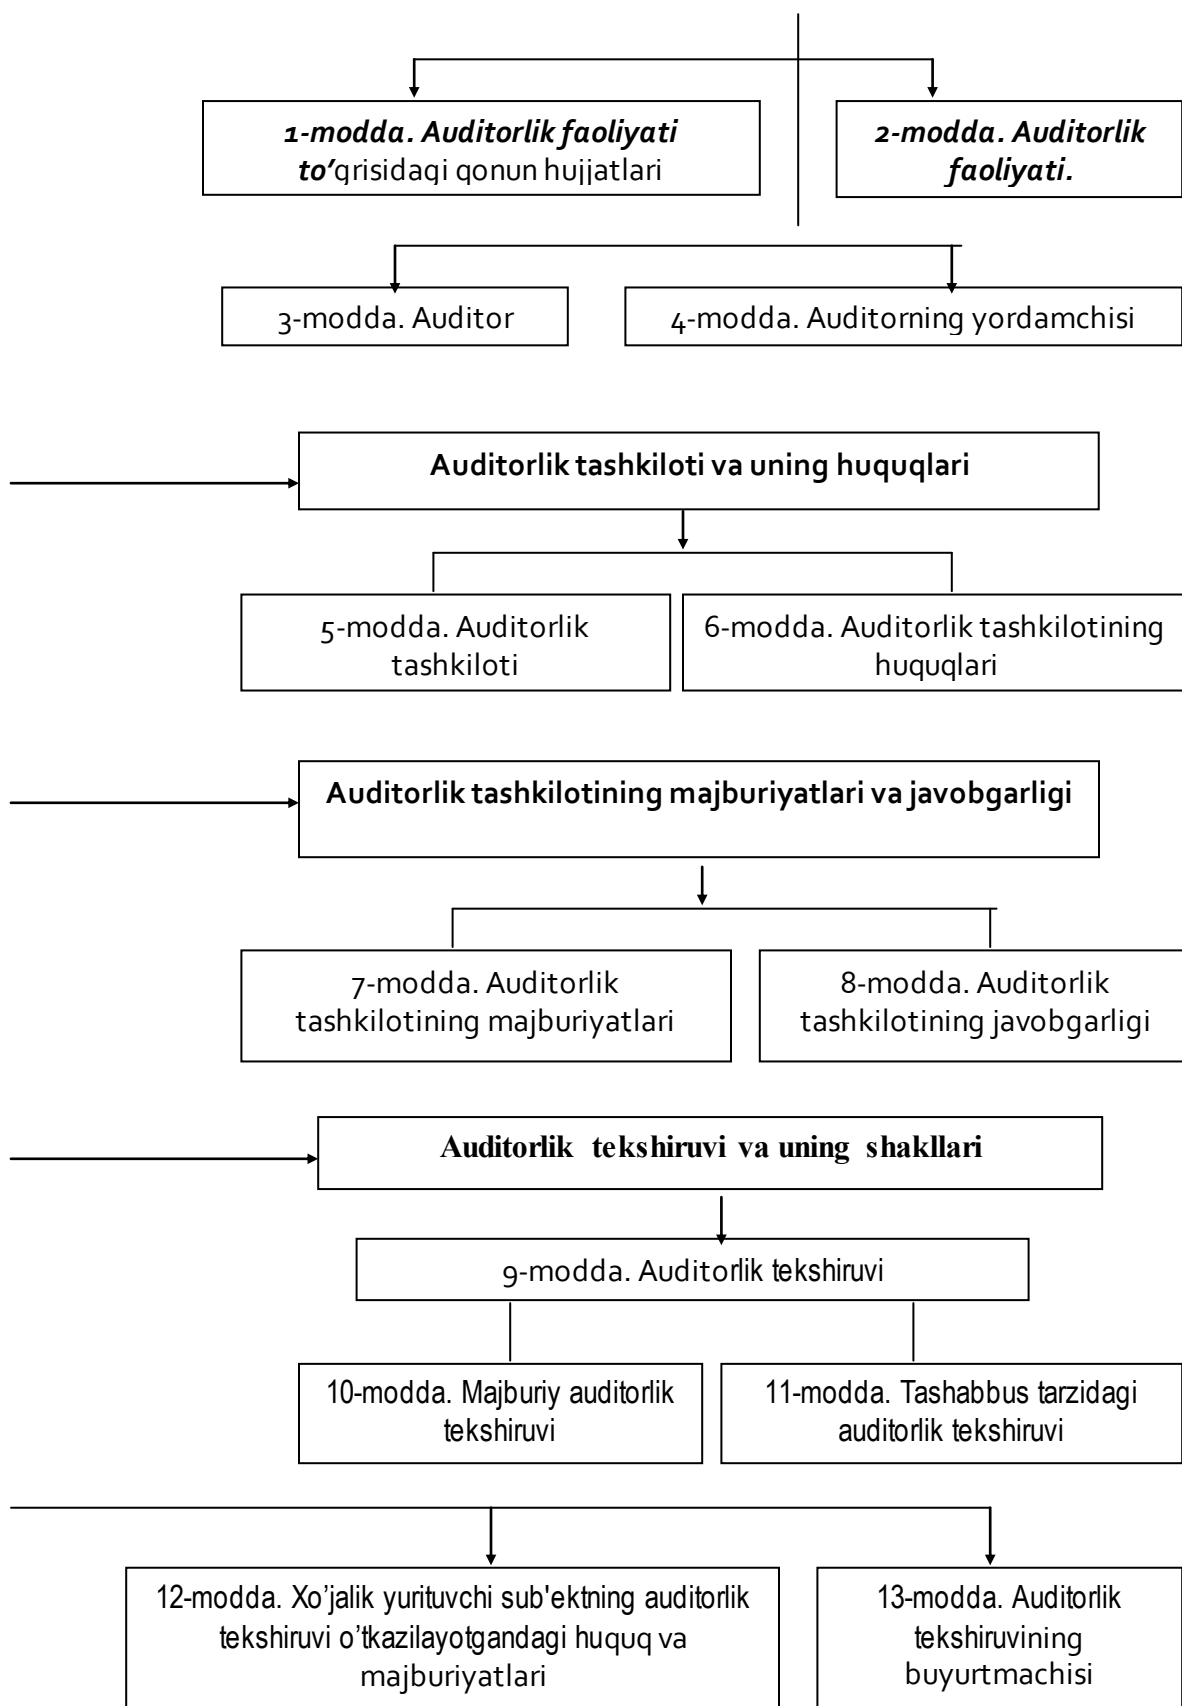 1-modda. Auditorlik faoliyati
to'qrisidaqi qonun hujjatlari
2-modda. Auditorlik
faoliyati.
3-modda. Auditor
4-modda. Auditorning yordamchisi
Auditorlik tashkiloti va uning huquqlari
5-modda. Auditorlik
tashkiloti
6-modda. Auditorlik tashkilotining
huquqlari
Auditorlik tashkilotining majburiyatlari va javobgarligi
7-modda. Auditorlik
tashkilotining majburiyatlari
8-modda. Auditorlik
tashkilotining javobgarligi
Auditorlik tekshiruvi va uning shakllari
9-modda. Auditorlik tekshiruvi
10-modda. Majburiy auditorlik
tekshiruvi
11-modda. Tashabbus tarzidagi
auditorlik tekshiruvi
12-modda. Xo’jalik yurituvchi sub'ektning auditorlik
tekshiruvi o’tkazilayotgandagi huquq va
majburiyatlari
13-modda. Auditorlik
tekshiruvining
buyurtmachisi